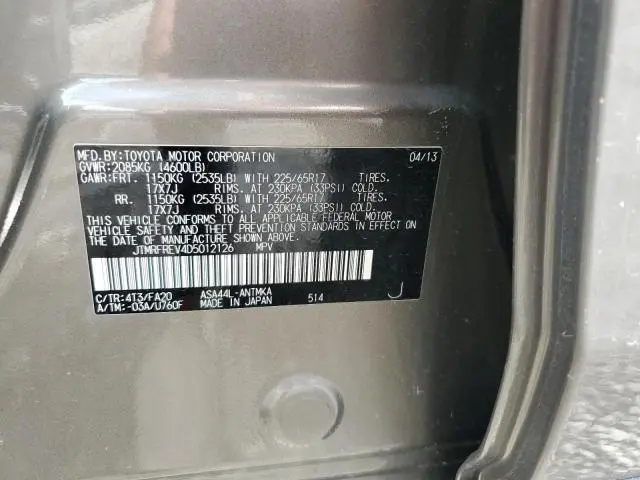 MFD.BY:TOYOTA MOTOR CORPORATION 04/13
GVWR:2085KG (4600LB)
GAWR:FRT. 1150KG (2535LB) WITH 225/65R17 TIRES.
17X7J RIMS. AT 230KPA (33PSI) COLD.
RR. 1150KG (2535LB) WITH 225/65R17 TIRES.
17X7J RIMS. AT 230KPA (33PSI) COLD.
THIS VEHICLE CONFORMS TO ALL APPLICABLE FEDERAL MOTOR
VEHICLE SAFETY AND THEFT PREVENTION STANDARDS IN EFFECT ON
THE DATE OF MANUFACTURE SHOWN ABOVE.
JTMRFREV4D5012126 MPV
C/TR:4T3/FA20 ASA44L-ANTMKA
A/TM:-03A/U760F MADE IN JAPAN 514 J